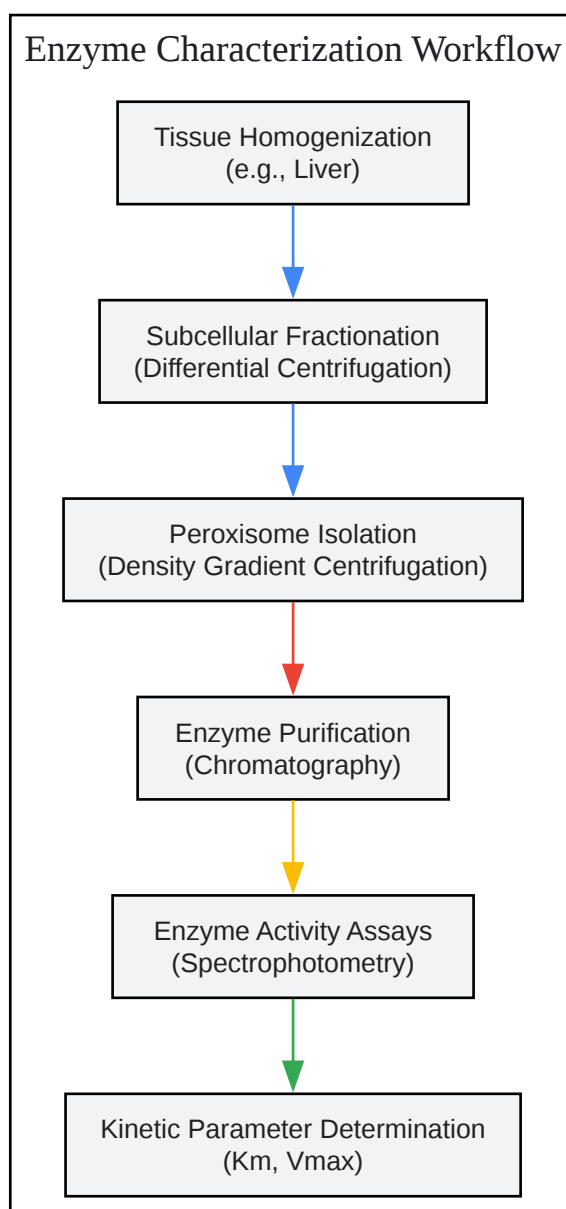 Enzyme Characterization Workflow
Tissue Homogenization
(e.g., Liver)
Subcellular Fractionation
(Differential Centrifugation)
Peroxisome Isolation
(Density Gradient Centrifugation)
Enzyme Purification
(Chromatography)
Enzyme Activity Assays
(Spectrophotometry)
Kinetic Parameter Determination
(Km, Vmax)